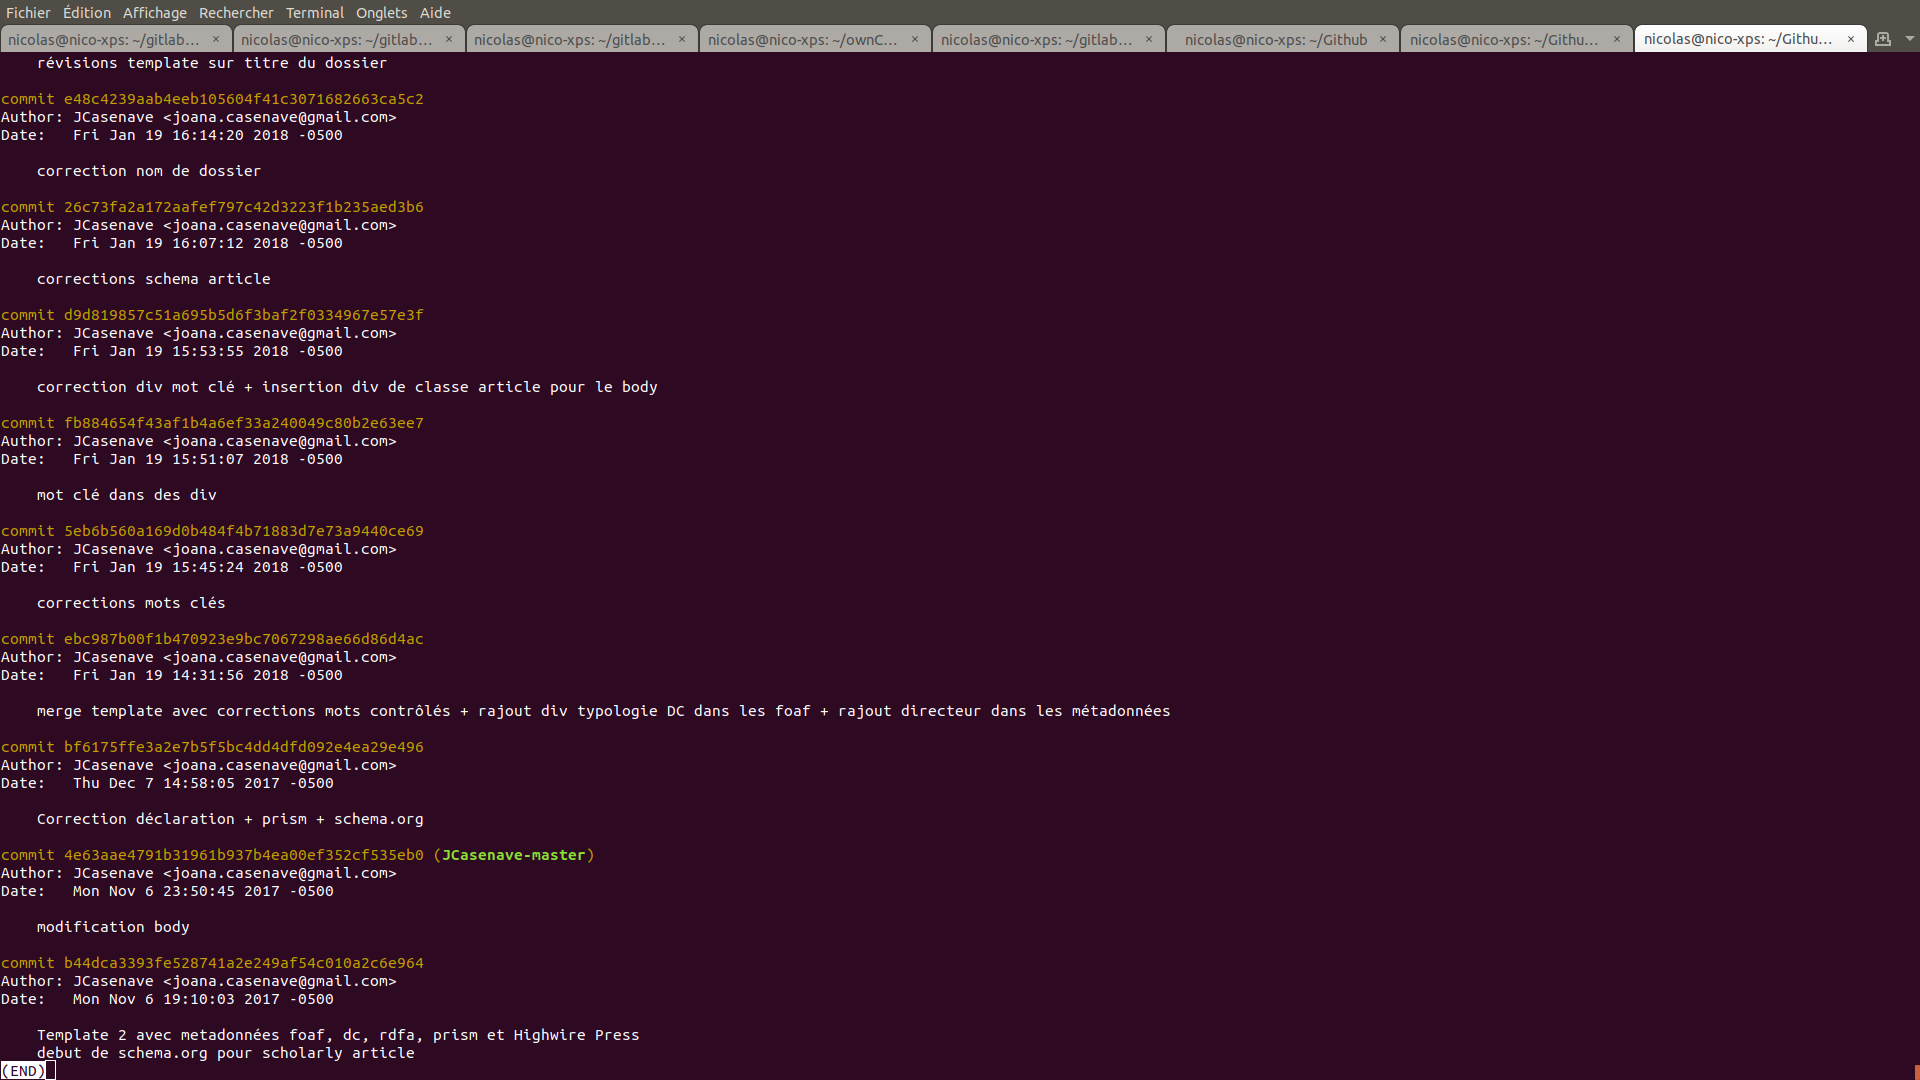 Fichier Édition Affichage Rechercher Terminal Onglets Aide
nicolas@nico-xps: ~/gitlab... × nicolas@nico-xps: ~/gitlab... × nicolas@nico-xps: ~/gitlab... × nicolas@nico-xps: ~/ownC... × nicolas@nico-xps: ~/gitlab... × nicolas@nico-xps: ~/Github × nicolas@nico-xps: ~/Githu... × nicolas@nico-xps: ~/Githu... ×
révisions template sur titre du dossier
commit e48c4239aab4eeb105604f41c3071682663ca5c2
Author: JCasenave <joana.casenave@gmail.com>
Date:   Fri Jan 19 16:14:20 2018 -0500
correction nom de dossier
commit 26c73fa2a172aafef797c42d3223f1b235aed3b6
Author: JCasenave <joana.casenave@gmail.com>
Date:   Fri Jan 19 16:07:12 2018 -0500
corrections schema article
commit d9d819857c51a695b5d6f3baf2f0334967e57e3f
Author: JCasenave <joana.casenave@gmail.com>
Date:   Fri Jan 19 15:53:55 2018 -0500
correction div mot clé + insertion div de classe article pour le body
commit fb884654f43af1b4a6ef33a240049c80b2e63ee7
Author: JCasenave <joana.casenave@gmail.com>
Date:   Fri Jan 19 15:51:07 2018 -0500
mot clé dans des div
commit 5eb6b560a169d0b484f4b71883d7e73a9440ce69
Author: JCasenave <joana.casenave@gmail.com>
Date:   Fri Jan 19 15:45:24 2018 -0500
corrections mots clés
commit ebc987b00f1b470923e9bc7067298ae66d86d4ac
Author: JCasenave <joana.casenave@gmail.com>
Date:   Fri Jan 19 14:31:56 2018 -0500
merge template avec corrections mots contrôlés + rajout div typologie DC dans les foaf + rajout directeur dans les métadonnées
commit bf6175ffe3a2e7b5f5bc4dd4dfd092e4ea29e496
Author: JCasenave <joana.casenave@gmail.com>
Date:   Thu Dec 7 14:58:05 2017 -0500
Correction déclaration + prism + schema.org
commit 4e63aae4791b31961b937b4ea00ef352cf535eb0 (JCasenave-master)
Author: JCasenave <joana.casenave@gmail.com>
Date:   Mon Nov 6 23:50:45 2017 -0500
modification body
commit b44dca3393fe528741a2e249af54c010a2c6e964
Author: JCasenave <joana.casenave@gmail.com>
Date:   Mon Nov 6 19:10:03 2017 -0500
Template 2 avec metadonnées foaf, dc, rdfa, prism et Highwire Press
debut de schema.org pour scholarly article
(END)